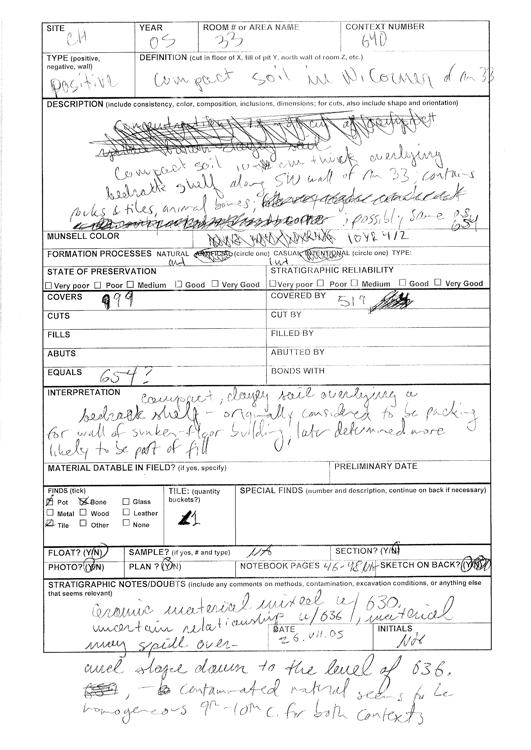 SITE YEAR ROOM # or AREA NAME CONTEXT NUMBER
CH 05 33 640
TYPE (positive, negative, wall) DEFINITION (cut in floor of X, fill of pit Y, north wall of room Z, etc.)
positive compact soil in N. Corner of rm 33
DESCRIPTION (include consistency, color, composition, inclusions, dimensions; for cuts, also include shape and orientation)
Compact soil cm thick overlying
bedrock shelf along SW wall of rm 33; contains
rocks & tiles, animal bones;
; possibly same as
654
MUNSELL COLOR 10YR 4/2
FORMATION PROCESSES NATURAL ARTIFICIAL (circle one) CASUAL INTENTIONAL (circle one) TYPE:
STATE OF PRESERVATION STRATIGRAPHIC RELIABILITY
Very poor Poor Medium Good Very Good Very poor Poor Medium Good Very Good
COVERS 999 COVERED BY 517
CUTS CUT BY
FILLS FILLED BY
ABUTS ABUTTED BY
EQUALS 654? BONDS WITH
INTERPRETATION compact, clayey soil overlying a
bedrock shelf - originally considered to be packing
for wall of sunken-floor building, later determined more
likely to be part of fill
MATERIAL DATABLE IN FIELD? (if yes, specify) PRELIMINARY DATE
FINDS (tick) TILE: (quantity SPECIAL FINDS (number and description, continue on back if necessary)
Pot Bone Glass buckets?)
Metal Wood Leather 1
Tile Other None
FLOAT? (Y/N) SAMPLE? (if yes, # and type) N/A SECTION? (Y/N)
PHOTO? (Y/N) PLAN ? (Y/N) NOTEBOOK PAGES 46-48 SKETCH ON BACK? (Y/N)
STRATIGRAPHIC NOTES/DOUBTS (include any comments on methods, contamination, excavation conditions, or anything else
that seems relevant)
Ceramic material mixed w/ 630.
uncertain relationship w/ 636, material
may spill over- DATE 26.VII.05 INITIALS
and slope down to the level of 636.
- contaminated natural seems to be
homogeneous 9th-10th c. for both contexts